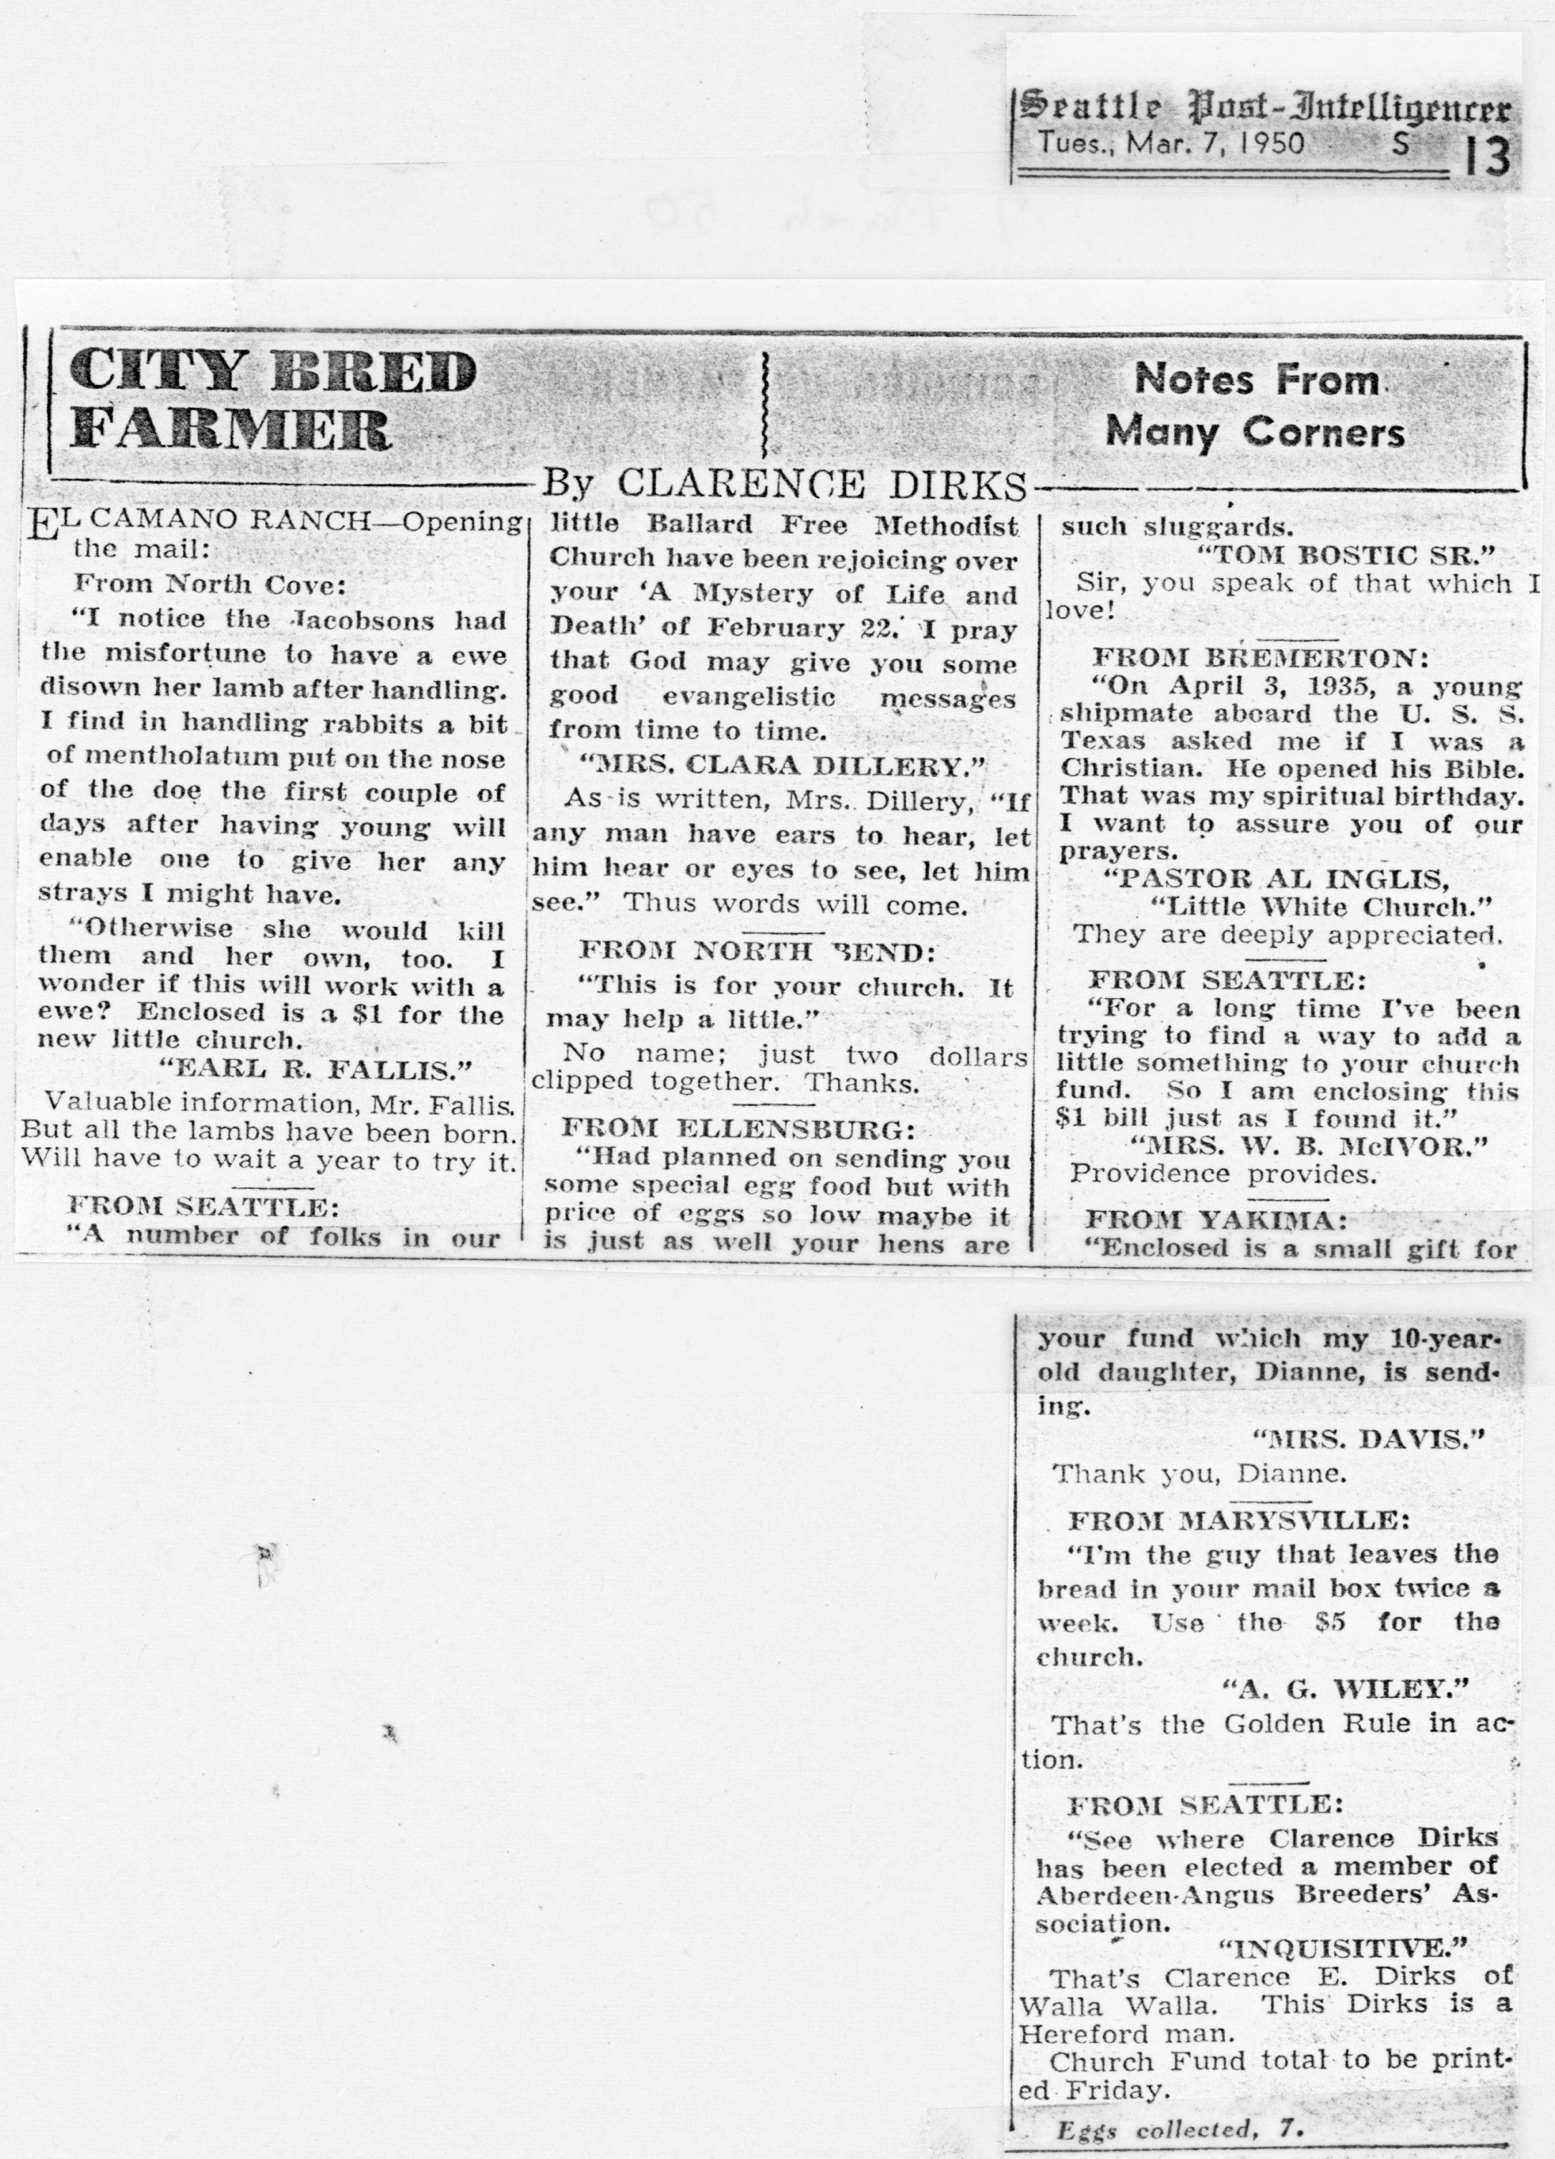 Seattle Post-Intelligencer
Tues., Mar. 7, 1950 S 13
CITY BRED
FARMER
Notes From
Many Corners
By CLARENCE DIRKS
EL CAMANO RANCH—Opening
the mail:
From North Cove:
"I notice the Jacobsons had
the misfortune to have a ewe
disown her lamb after handling.
I find in handling rabbits a bit
of mentholatum put on the nose
of the doe the first couple of
days after having young will
enable one to give her any
strays I might have.
"Otherwise she would kill
them and her own, too. I
wonder if this will work with a
ewe? Enclosed is a $1 for the
new little church.
"EARL R. FALLIS."
Valuable information, Mr. Fallis.
But all the lambs have been born.
Will have to wait a year to try it.
FROM SEATTLE:
"A number of folks in our
little Ballard Free Methodist
Church have been rejoicing over
your 'A Mystery of Life and
Death' of February 22. I pray
that God may give you some
good evangelistic messages
from time to time.
"MRS. CLARA DILLERY."
As is written, Mrs. Dillery, "If
any man have ears to hear, let
him hear or eyes to see, let him
see." Thus words will come.
FROM NORTH BEND:
"This is for your church. It
may help a little."
No name; just two dollars
clipped together. Thanks.
FROM ELLENSBURG:
"Had planned on sending you
some special egg food but with
price of eggs so low maybe it
is just as well your hens are
such sluggards.
"TOM BOSTIC SR."
Sir, you speak of that which I
love!
FROM BREMERTON:
"On April 3, 1935, a young
shipmate aboard the U. S. S.
Texas asked me if I was a
Christian. He opened his Bible.
That was my spiritual birthday.
I want to assure you of our
prayers.
"PASTOR AL INGLIS,
"Little White Church."
They are deeply appreciated.
FROM SEATTLE:
"For a long time I've been
trying to find a way to add a
little something to your church
fund. So I am enclosing this
$1 bill just as I found it."
"MRS. W. B. McIVOR."
Providence provides.
FROM YAKIMA:
"Enclosed is a small gift for
your fund which my 10-year-
old daughter, Dianne, is send-
ing.
"MRS. DAVIS."
Thank you, Dianne.
FROM MARYSVILLE:
"I'm the guy that leaves the
bread in your mail box twice a
week. Use the $5 for the
church.
"A. G. WILEY."
That's the Golden Rule in ac-
tion.
FROM SEATTLE:
"See where Clarence Dirks
has been elected a member of
Aberdeen-Angus Breeders' As-
sociation.
"INQUISITIVE."
That's Clarence E. Dirks of
Walla Walla. This Dirks is a
Hereford man.
Church Fund total to be print-
ed Friday.
Eggs collected, 7.